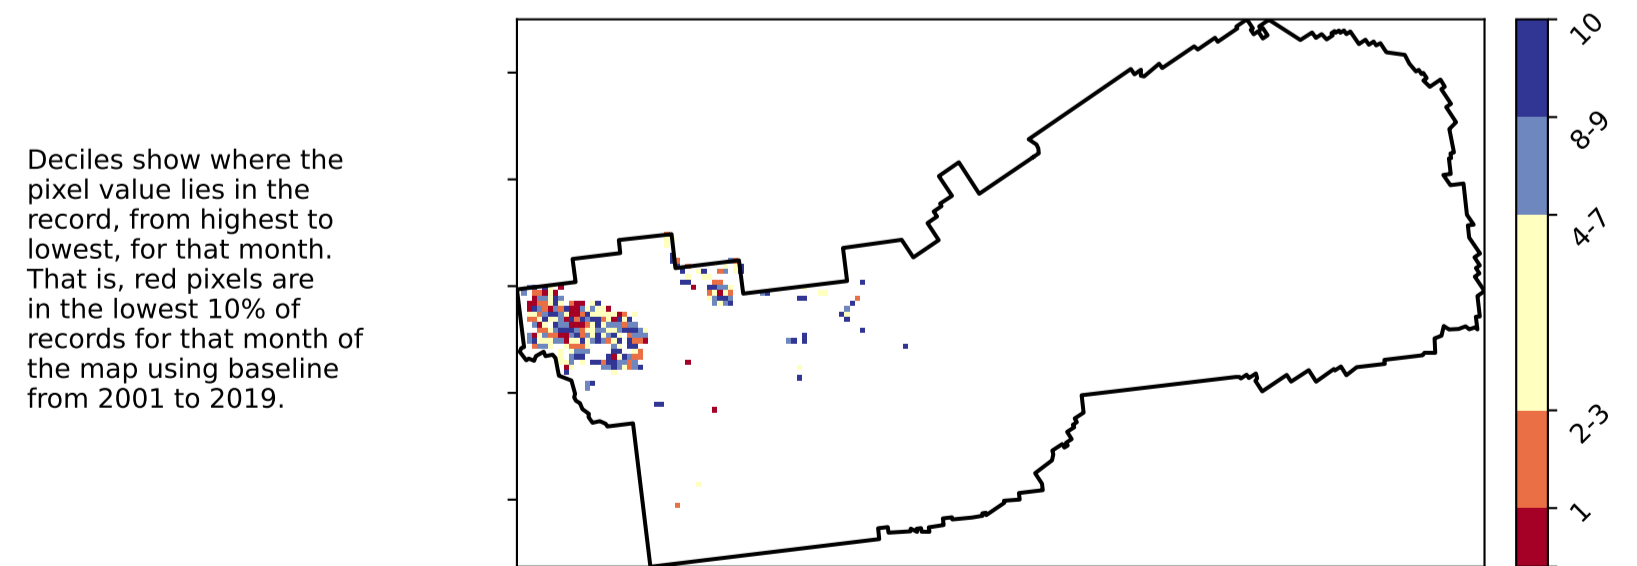 Deciles show where the
pixel value lies in the
record, from highest to
lowest, for that month.
That is, red pixels are
in the lowest 10% of
records for that month of
the map using baseline
from 2001 to 2019.
10
8-9
4-7
2-3
1